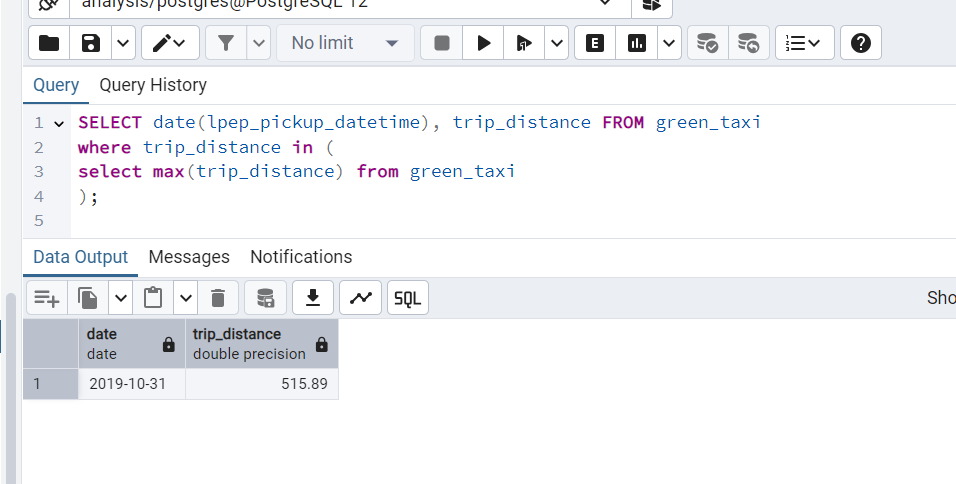 analysis/postgres@PostgreSQL 12
No limit
E
Query Query History
1 SELECT date(lpep_pickup_datetime), trip_distance FROM green_taxi
2 where trip_distance in (
3 select max(trip_distance) from green_taxi
4 );
5
Data Output Messages Notifications
SQL
Sho
date trip_distance
date double precision
1 2019-10-31 515.89